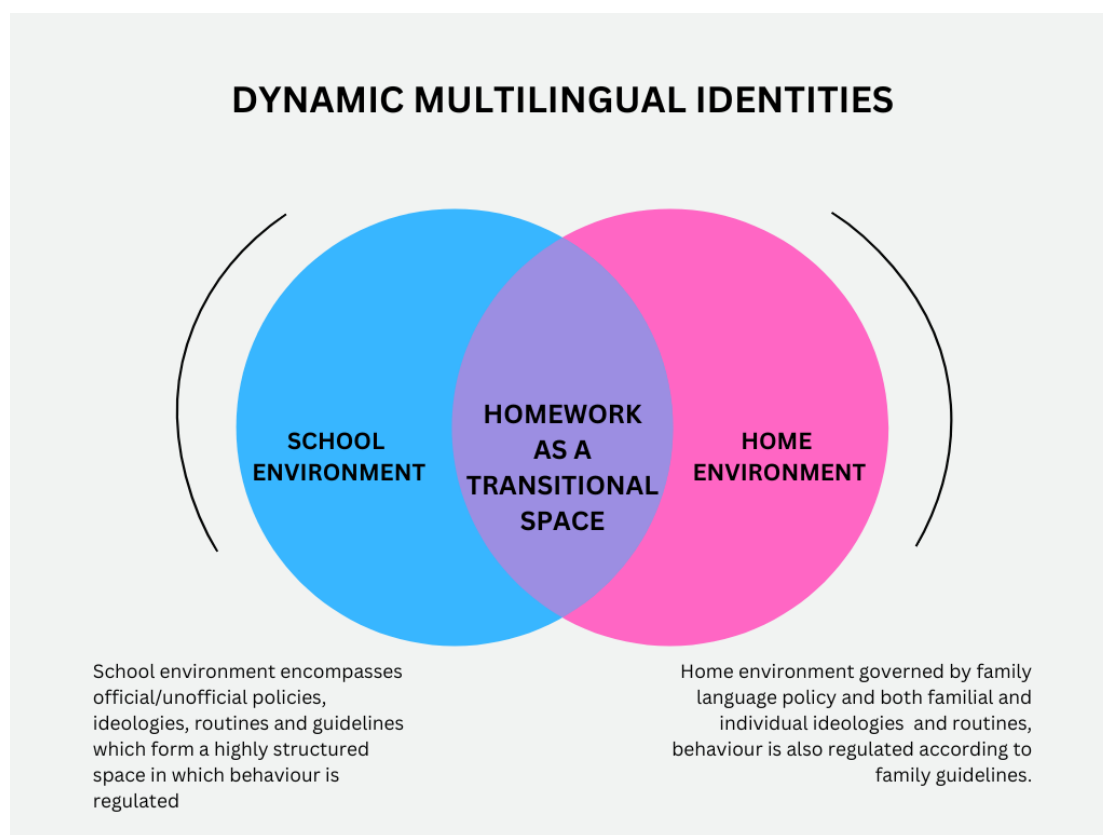 DYNAMIC MULTILINGUAL IDENTITIES
SCHOOL
ENVIRONMENT
HOMEWORK
AS A
TRANSITIONAL
SPACE
HOME
ENVIRONMENT
School environment encompasses
official/unofficial policies,
ideologies, routines and guidelines
which form a highly structured
space in which behaviour is
regulated
Home environment governed by family
language policy and both familial and
individual ideologies  and routines,
behaviour is also regulated according to
family guidelines.